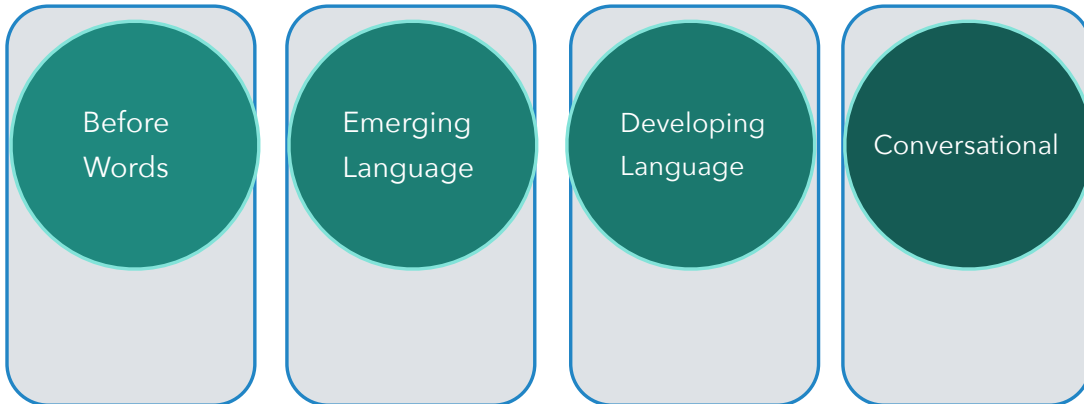 Before
Words
Emerging
Language
Developing
Language
Conversational